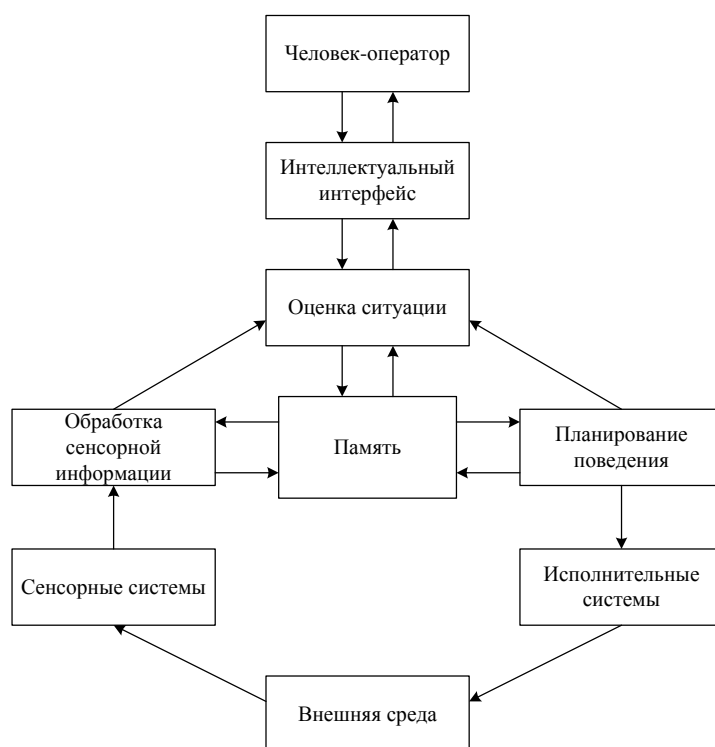 Человек-оператор
Интеллектуальный
интерфейс
Оценка ситуации
Обработка
сенсорной
информации
Память
Планирование
поведения
Сенсорные системы
Исполнительные
системы
Внешняя среда